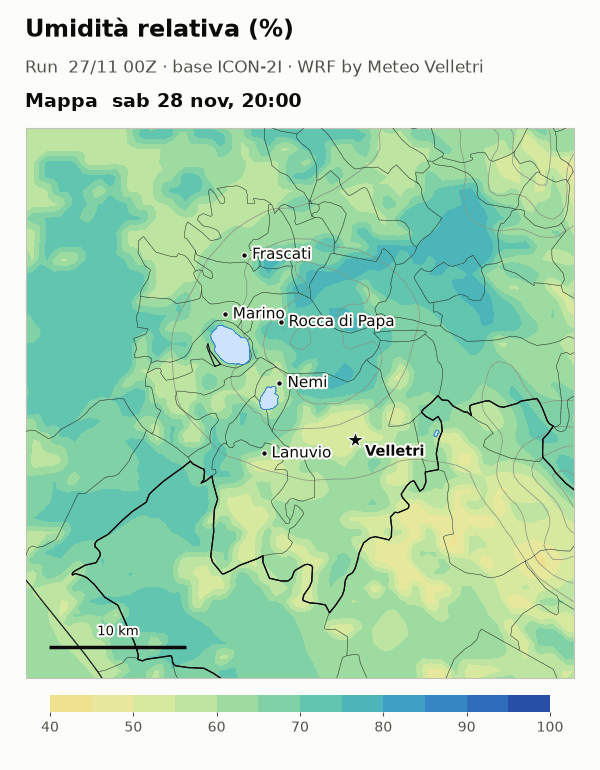 Umidità relativa (%)
Run  27/11 00Z · base ICON-2I · WRF by Meteo Velletri
Mappa  sab 28 nov, 20:00
Frascati
Marino
Rocca di Papa
Nemi
Velletri
Lanuvio
10 km
40 50 60 70 80 90 100